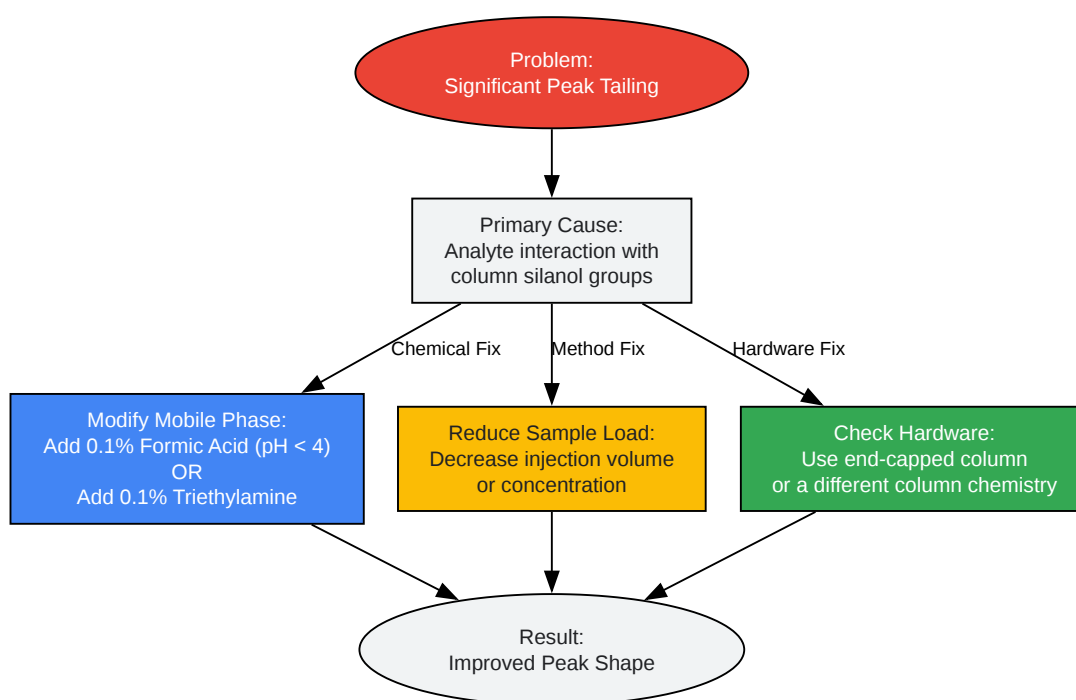 Problem:
Significant Peak Tailing
Primary Cause:
Analyte interaction with
column silanol groups
Chemical Fix
Method Fix
Hardware Fix
Modify Mobile Phase:
Add 0.1% Formic Acid (pH < 4)
OR
Add 0.1% Triethylamine
Reduce Sample Load:
Decrease injection volume
or concentration
Check Hardware:
Use end-capped column
or a different column chemistry
Result:
Improved Peak Shape